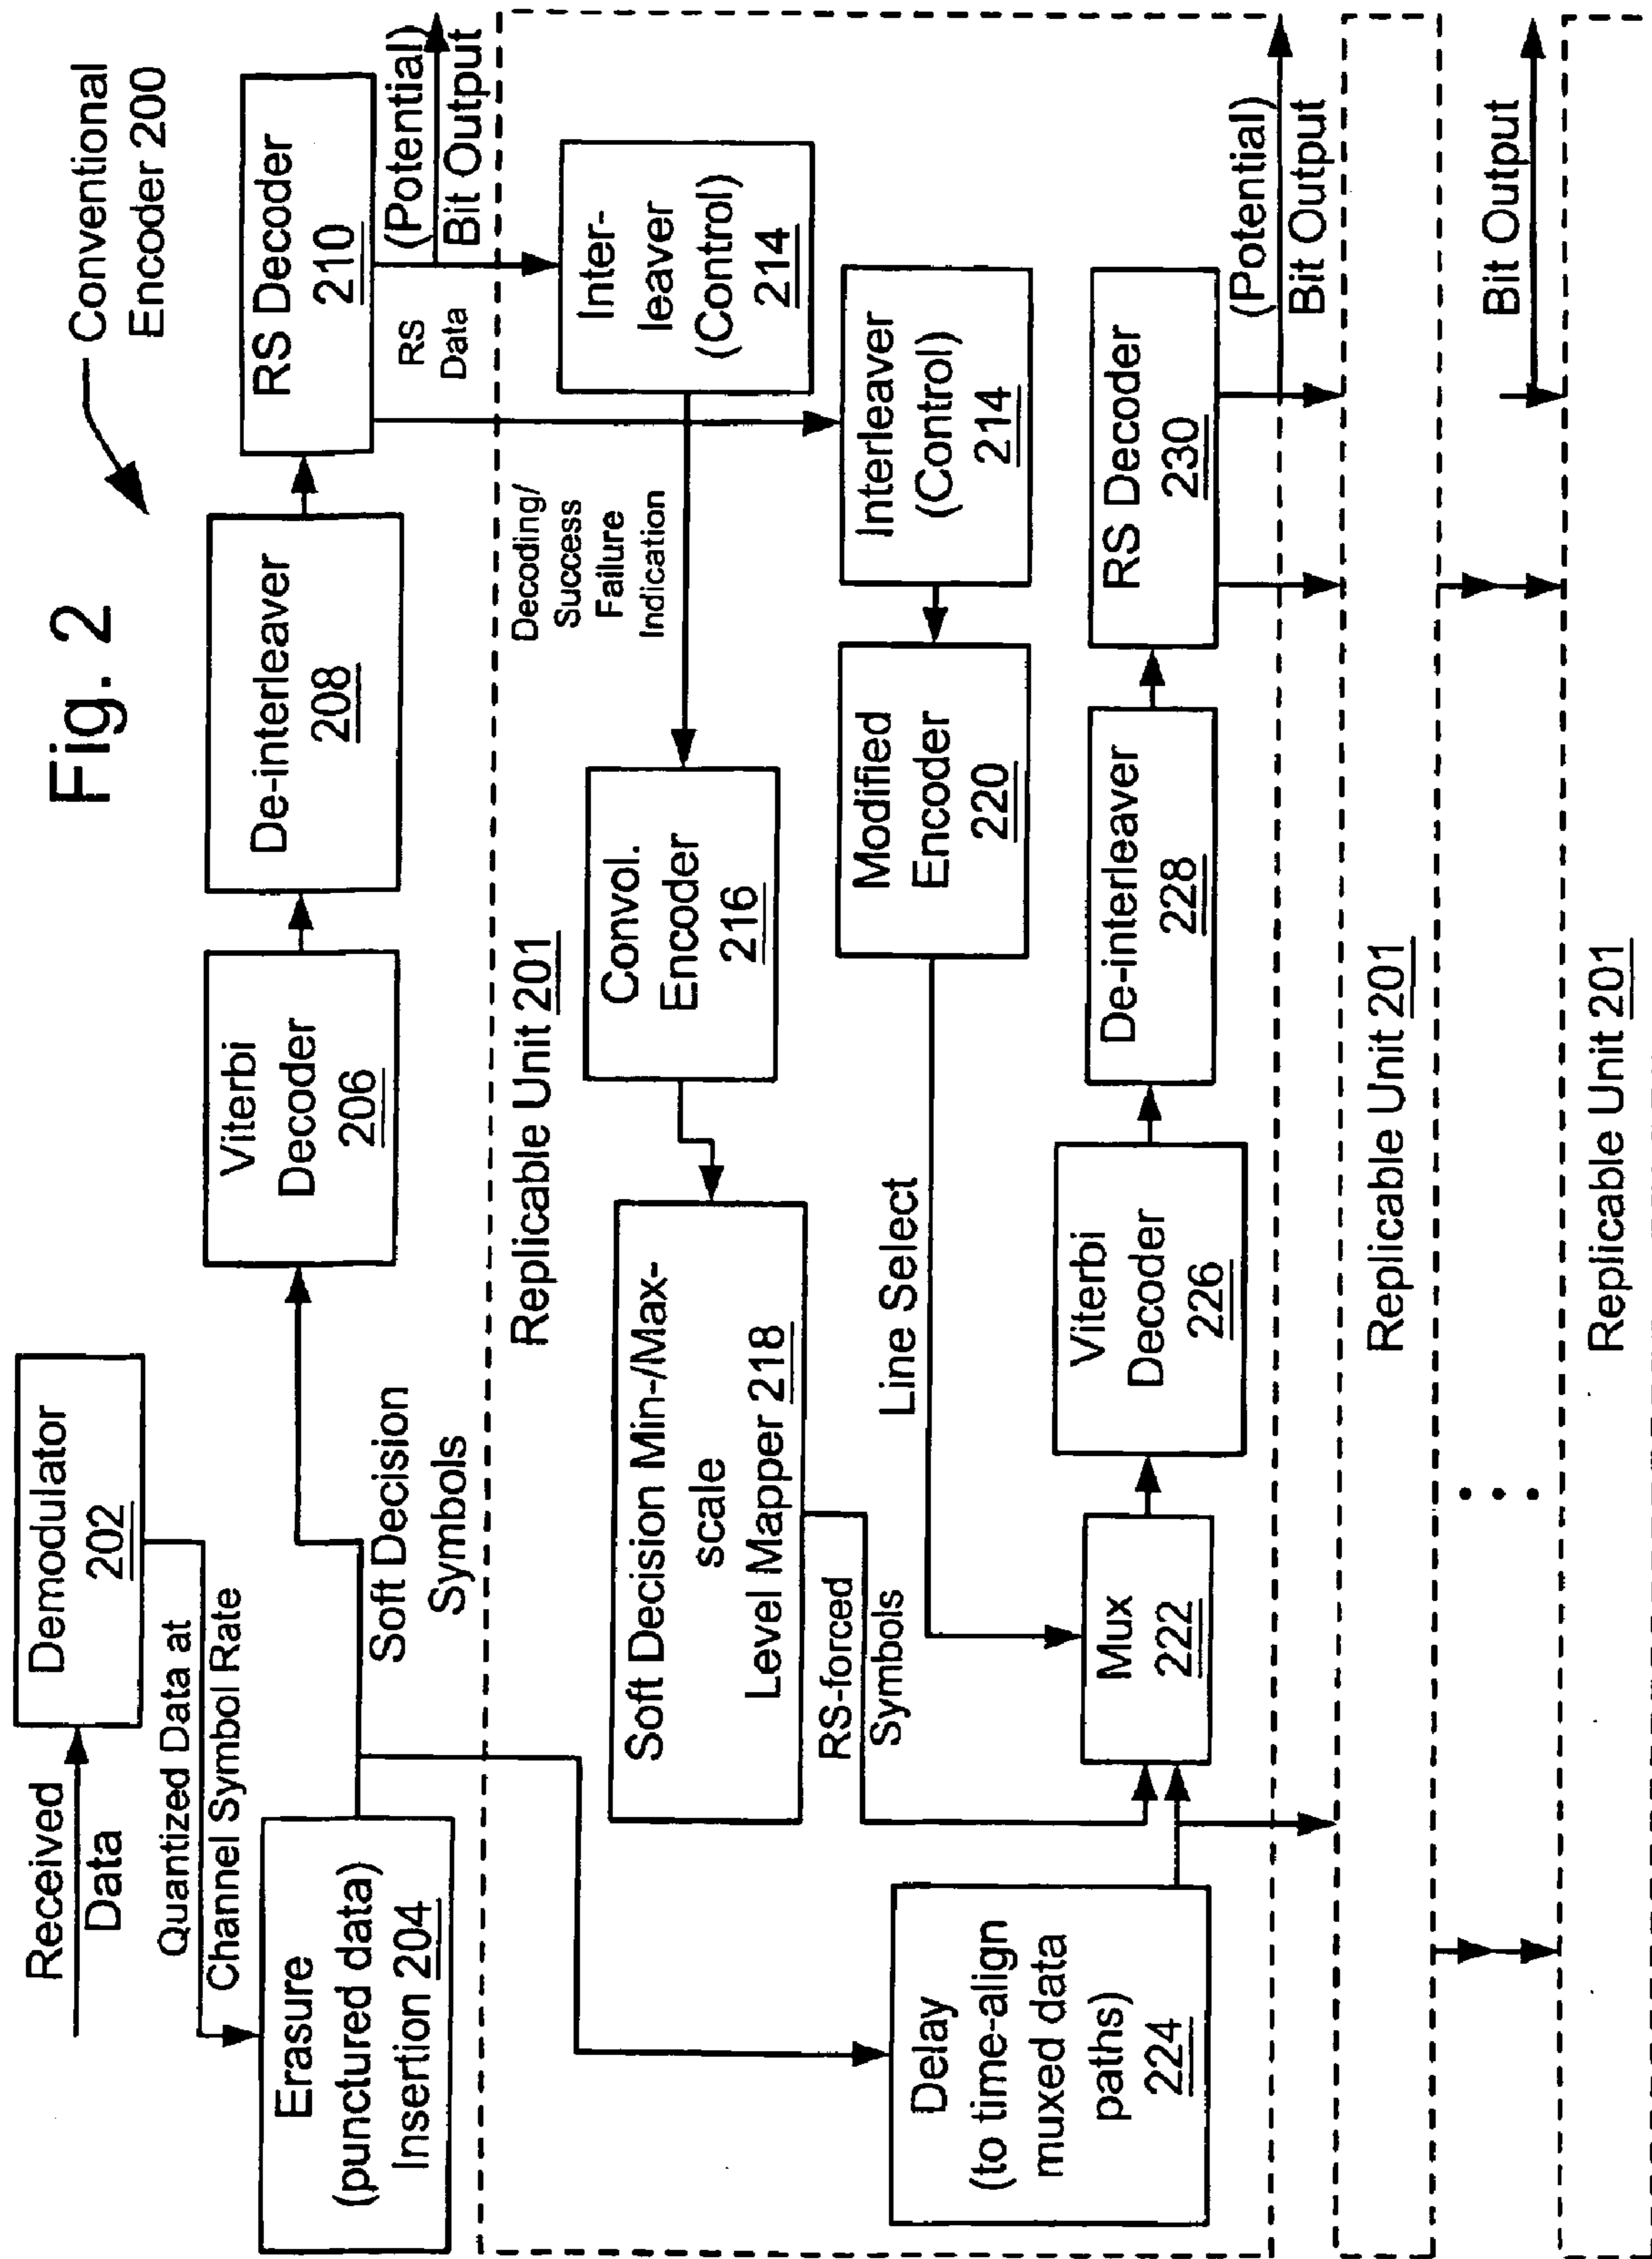 Fig. 2
Conventional
Encoder 200
Received
Data
Demodulator
202
Quantized Data at
Channel Symbol Rate
Erasure
(punctured data)
Insertion 204
Soft Decision
Symbols
Viterbi
Decoder
206
De-interleaver
208
RS Decoder
210
(Potential)
Bit Output
RS
Data
Replicable Unit 201
Decoding/
Success
Failure
Indication
Inter-
leaver
(Control)
214
Convol.
Encoder
216
Soft Decision Min-/Max-
scale
Level Mapper 218
RS-forced
Symbols
Interleaver
(Control)
214
Modified
Encoder
220
Line Select
Delay
(to time-align
muxed data
paths)
224
Mux
222
Viterbi
Decoder
226
De-interleaver
228
RS Decoder
230
(Potential)
Bit Output
Replicable Unit 201
Bit Output
Replicable Unit 201